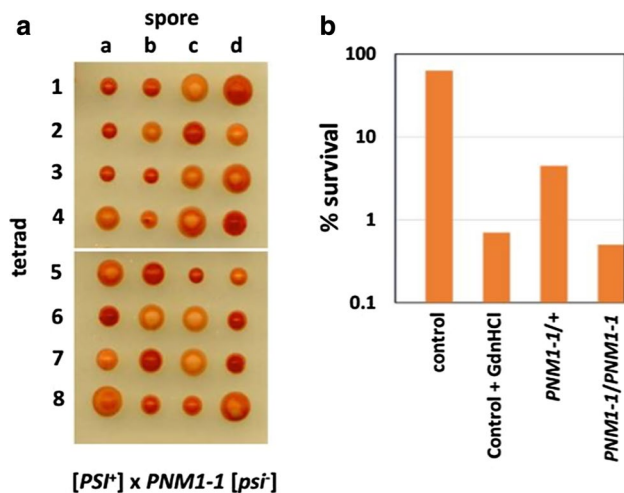 a
spore
a b c d
tetrad
1
2
3
4
5
6
7
8
[PSI⁺] x PNM1-1 [psi⁻]
b
% survival
100
10
1
0.1
control
Control + GdnHCl
PNM1-1/+
PNM1-1/PNM1-1